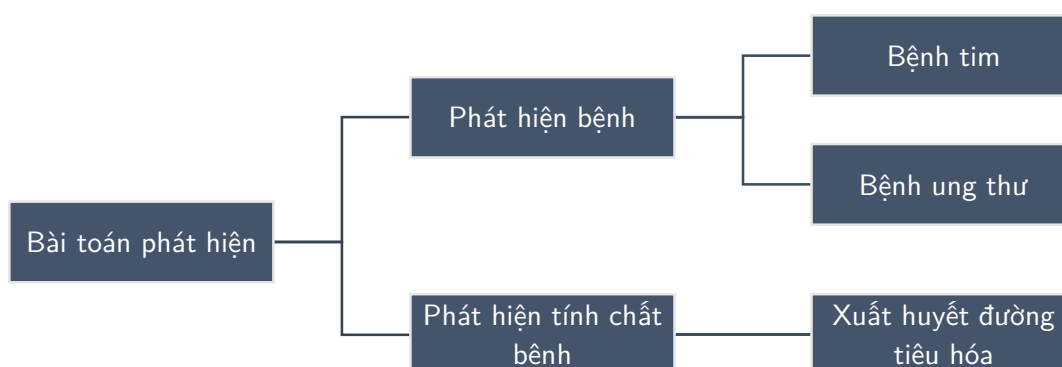 Bệnh tim
Phát hiện bệnh
Bệnh ung thư
Bài toán phát hiện
Phát hiện tính chất
bệnh
Xuất huyết đường
tiêu hóa